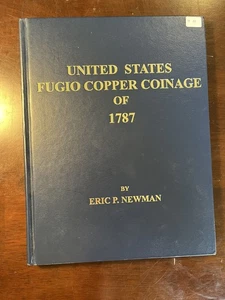 UNITED STATES
FUGIO COPPER COINAGE
OF
1787
BY
ERIC P. NEWMAN